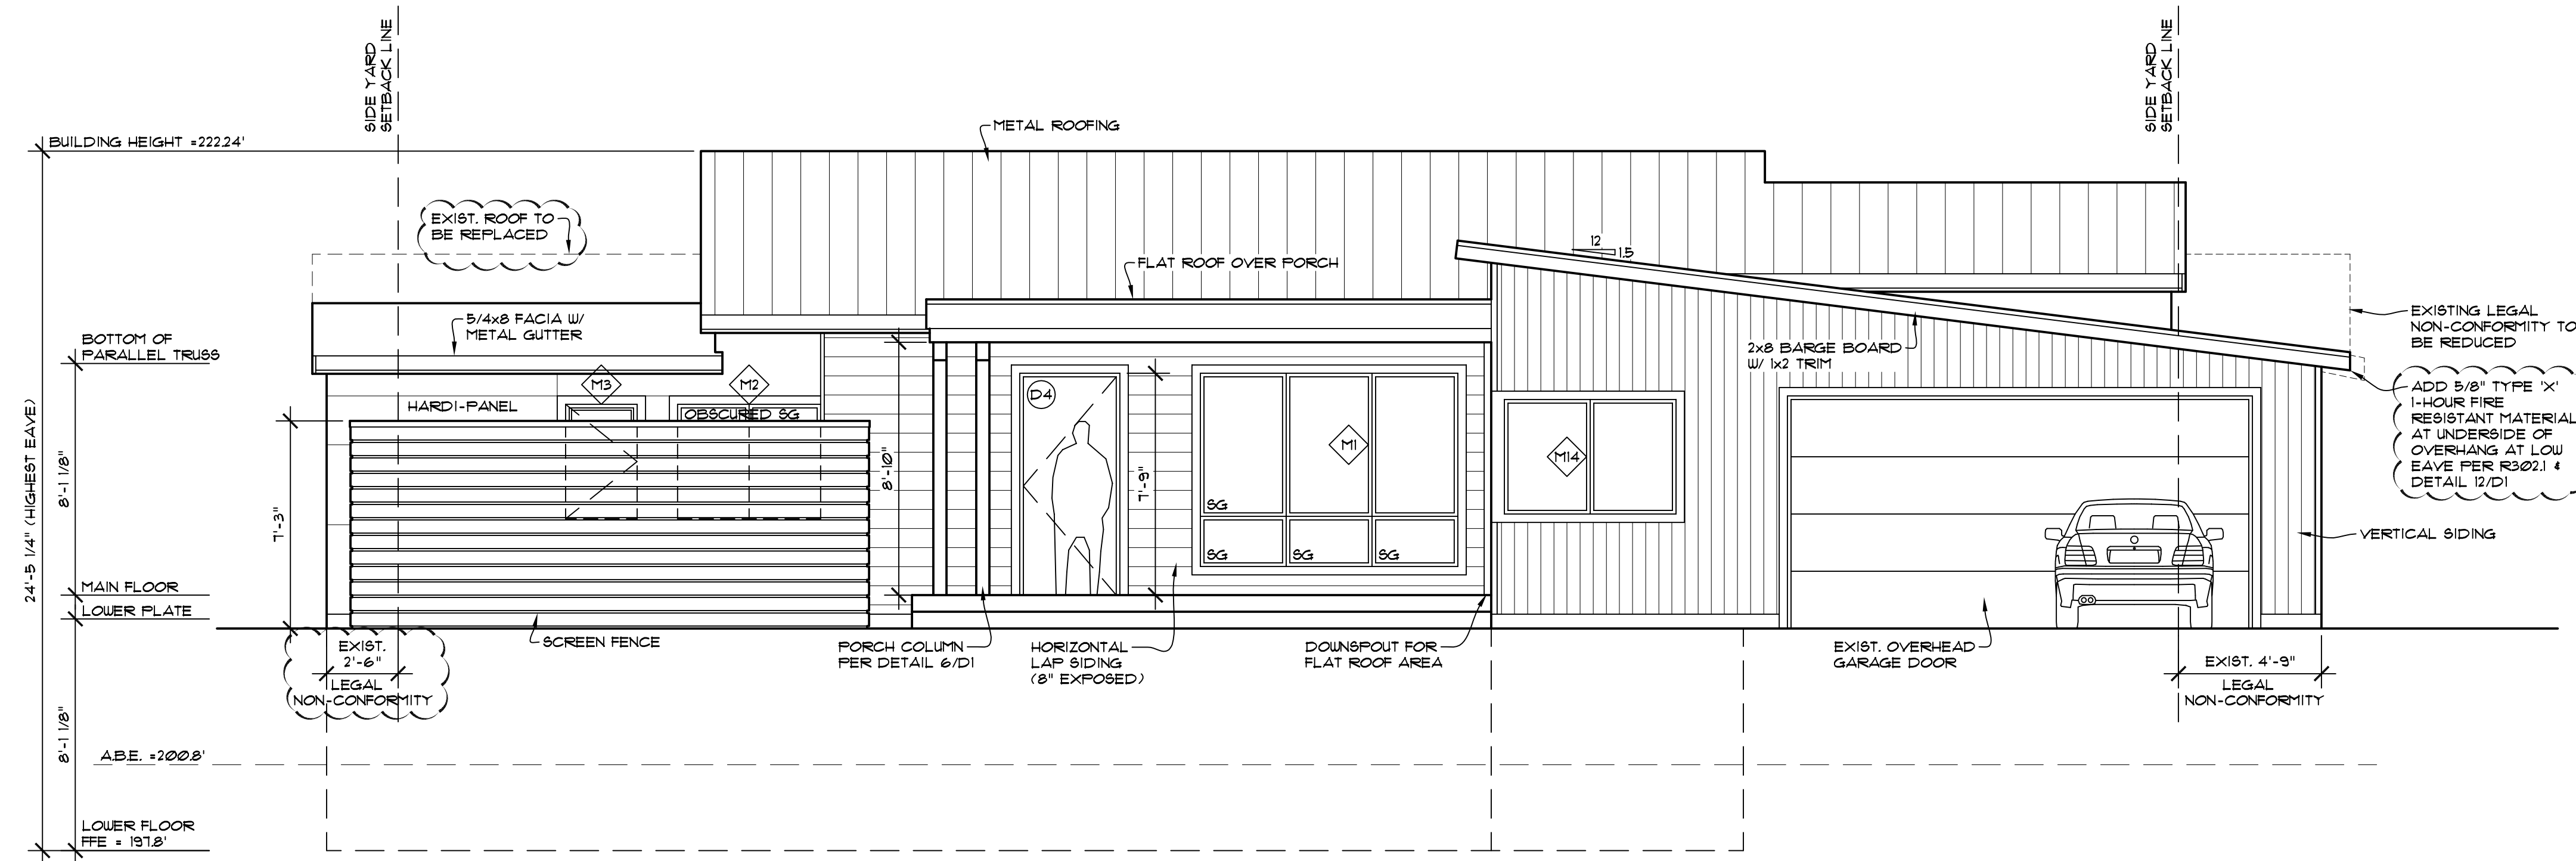 SIDE YARD
SETBACK LINE
SIDE YARD
SETBACK LINE
BUILDING HEIGHT =222.24'
METAL ROOFING
EXIST. ROOF TO
BE REPLACED
12
1.5
FLAT ROOF OVER PORCH
5/4x8 FACIA W/
METAL GUTTER
BOTTOM OF
PARALLEL TRUSS
EXISTING LEGAL
NON-CONFORMITY TO
BE REDUCED
2x8 BARGE BOARD
W/ 1x2 TRIM
ADD 5/8" TYPE 'X'
1-HOUR FIRE
RESISTANT MATERIAL
AT UNDERSIDE OF
OVERHANG AT LOW
EAVE PER R302.1 &
DETAIL 12/D1
M3
M2
D4
HARDI-PANEL
OBSCURED SG
M1
M14
24'-5 1/4" (HIGHEST EAVE)
8'-1 1/8"
7'-3"
8'-10"
7'-9"
SG
SG
SG
SG
VERTICAL SIDING
MAIN FLOOR
LOWER PLATE
SCREEN FENCE
EXIST.
2'-6"
LEGAL
NON-CONFORMITY
PORCH COLUMN
PER DETAIL 6/D1
HORIZONTAL
LAP SIDING
(8" EXPOSED)
DOWNSPOUT FOR
FLAT ROOF AREA
EXIST. OVERHEAD
GARAGE DOOR
EXIST. 4'-9"
LEGAL
NON-CONFORMITY
8'-1 1/8"
A.B.E. =200.8'
LOWER FLOOR
FFE = 197.8'